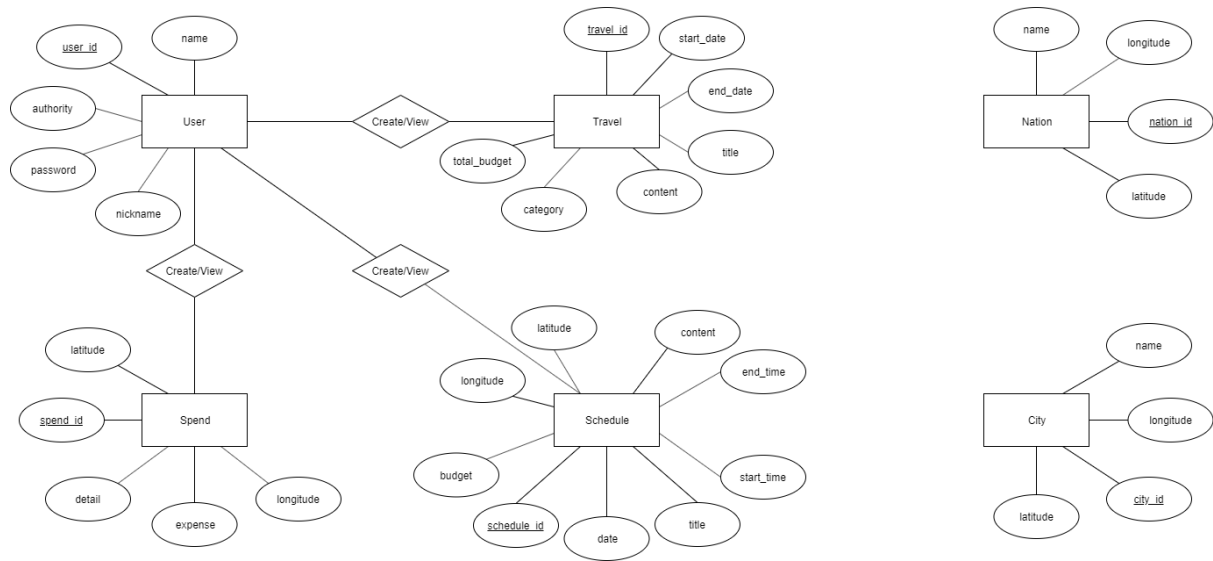 user_id
name
authority
User
password
nickname
Create/View
travel_id
start_date
end_date
Travel
total_budget
title
category
content
name
longitude
Nation
nation_id
latitude
Create/View
Create/View
latitude
spend_id
Spend
detail
expense
longitude
latitude
content
longitude
end_time
Schedule
budget
start_time
schedule_id
date
title
name
City
longitude
latitude
city_id